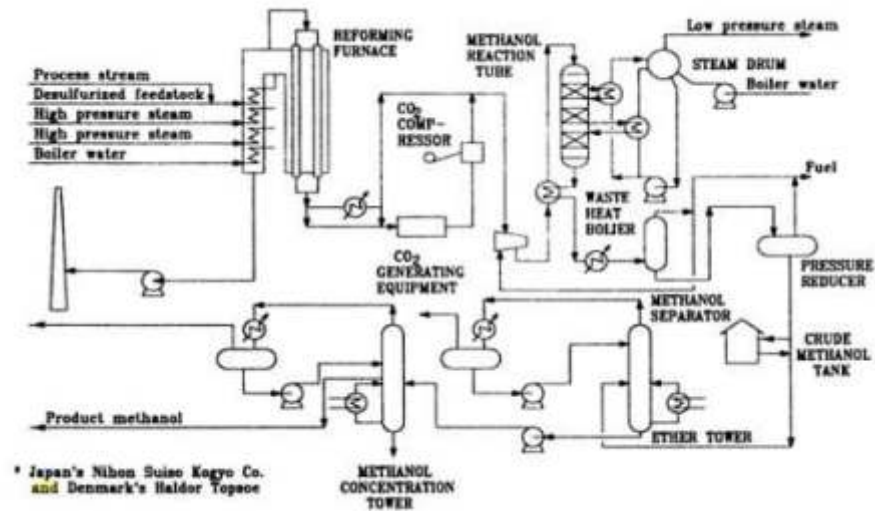 REFORMING
FURNACE
Process stream
Desulfurized feedstock
High pressure steam
High pressure steam
Boiler water
CO2
COMP-
RESSOR
METHANOL
REACTION
TUBE
Low pressure steam
STEAM DRUM
Boiler water
Fuel
WASTE
HEAT
BOLIER
CO2
GENERATING
EQUIPMENT
PRESSURE
REDUCER
METHANOL
SEPARATOR
CRUDE
METHANOL
TANK
Product methanol
ETHER TOWER
METHANOL
CONCENTRATION
TOWER
* Japan's Nihon Suiso Kogyo Co.
and Denmark's Haldor Topsoe